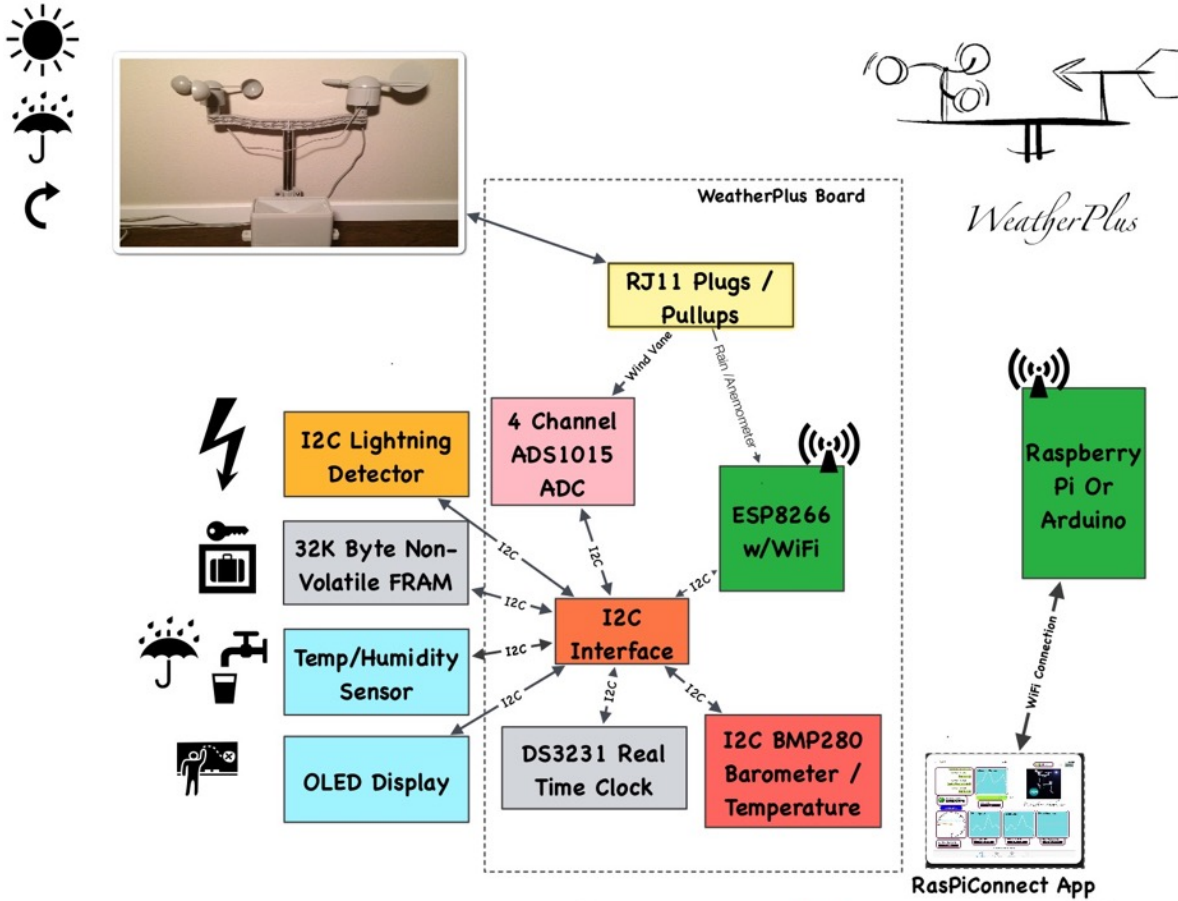 WeatherPlus Board
WeatherPlus
RJ11 Plugs /
Pullups
Wind Vane
Rain /Anemometer
I2C Lightning
Detector
4 Channel
ADS1015
ADC
ESP8266
w/WiFi
Raspberry
Pi Or
Arduino
32K Byte Non-
Volatile FRAM
I2C
I2C
I2C
I2C
I2C
Interface
Temp/Humidity
Sensor
I2C
I2C
I2C
WiFi Connection
OLED Display
DS3231 Real
Time Clock
I2C BMP280
Barometer /
Temperature
RasPiConnect App